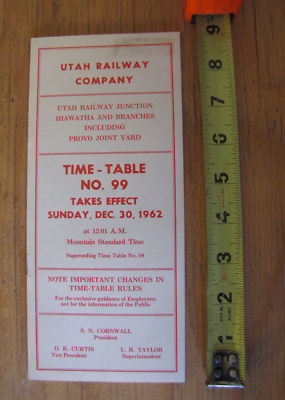 UTAH RAILWAY
COMPANY
UTAH RAILWAY JUNCTION
HIAWATHA AND BRANCHES
INCLUDING
PROVO JOINT YARD
TIME - TABLE
NO. 99
TAKES EFFECT
SUNDAY, DEC. 30, 1962
at 12:01 A. M.
Mountain Standard Time
Superseding Time Table No. 98
NOTE IMPORTANT CHANGES IN
TIME-TABLE RULES
For the exclusive guidance of Employees;
not for the information of the Public
S. N. CORNWALL
President
G. K. CURTIS
Vice President
L. R. TAYLOR
Superintendent
9
8
7
6
5
4
3
2
1